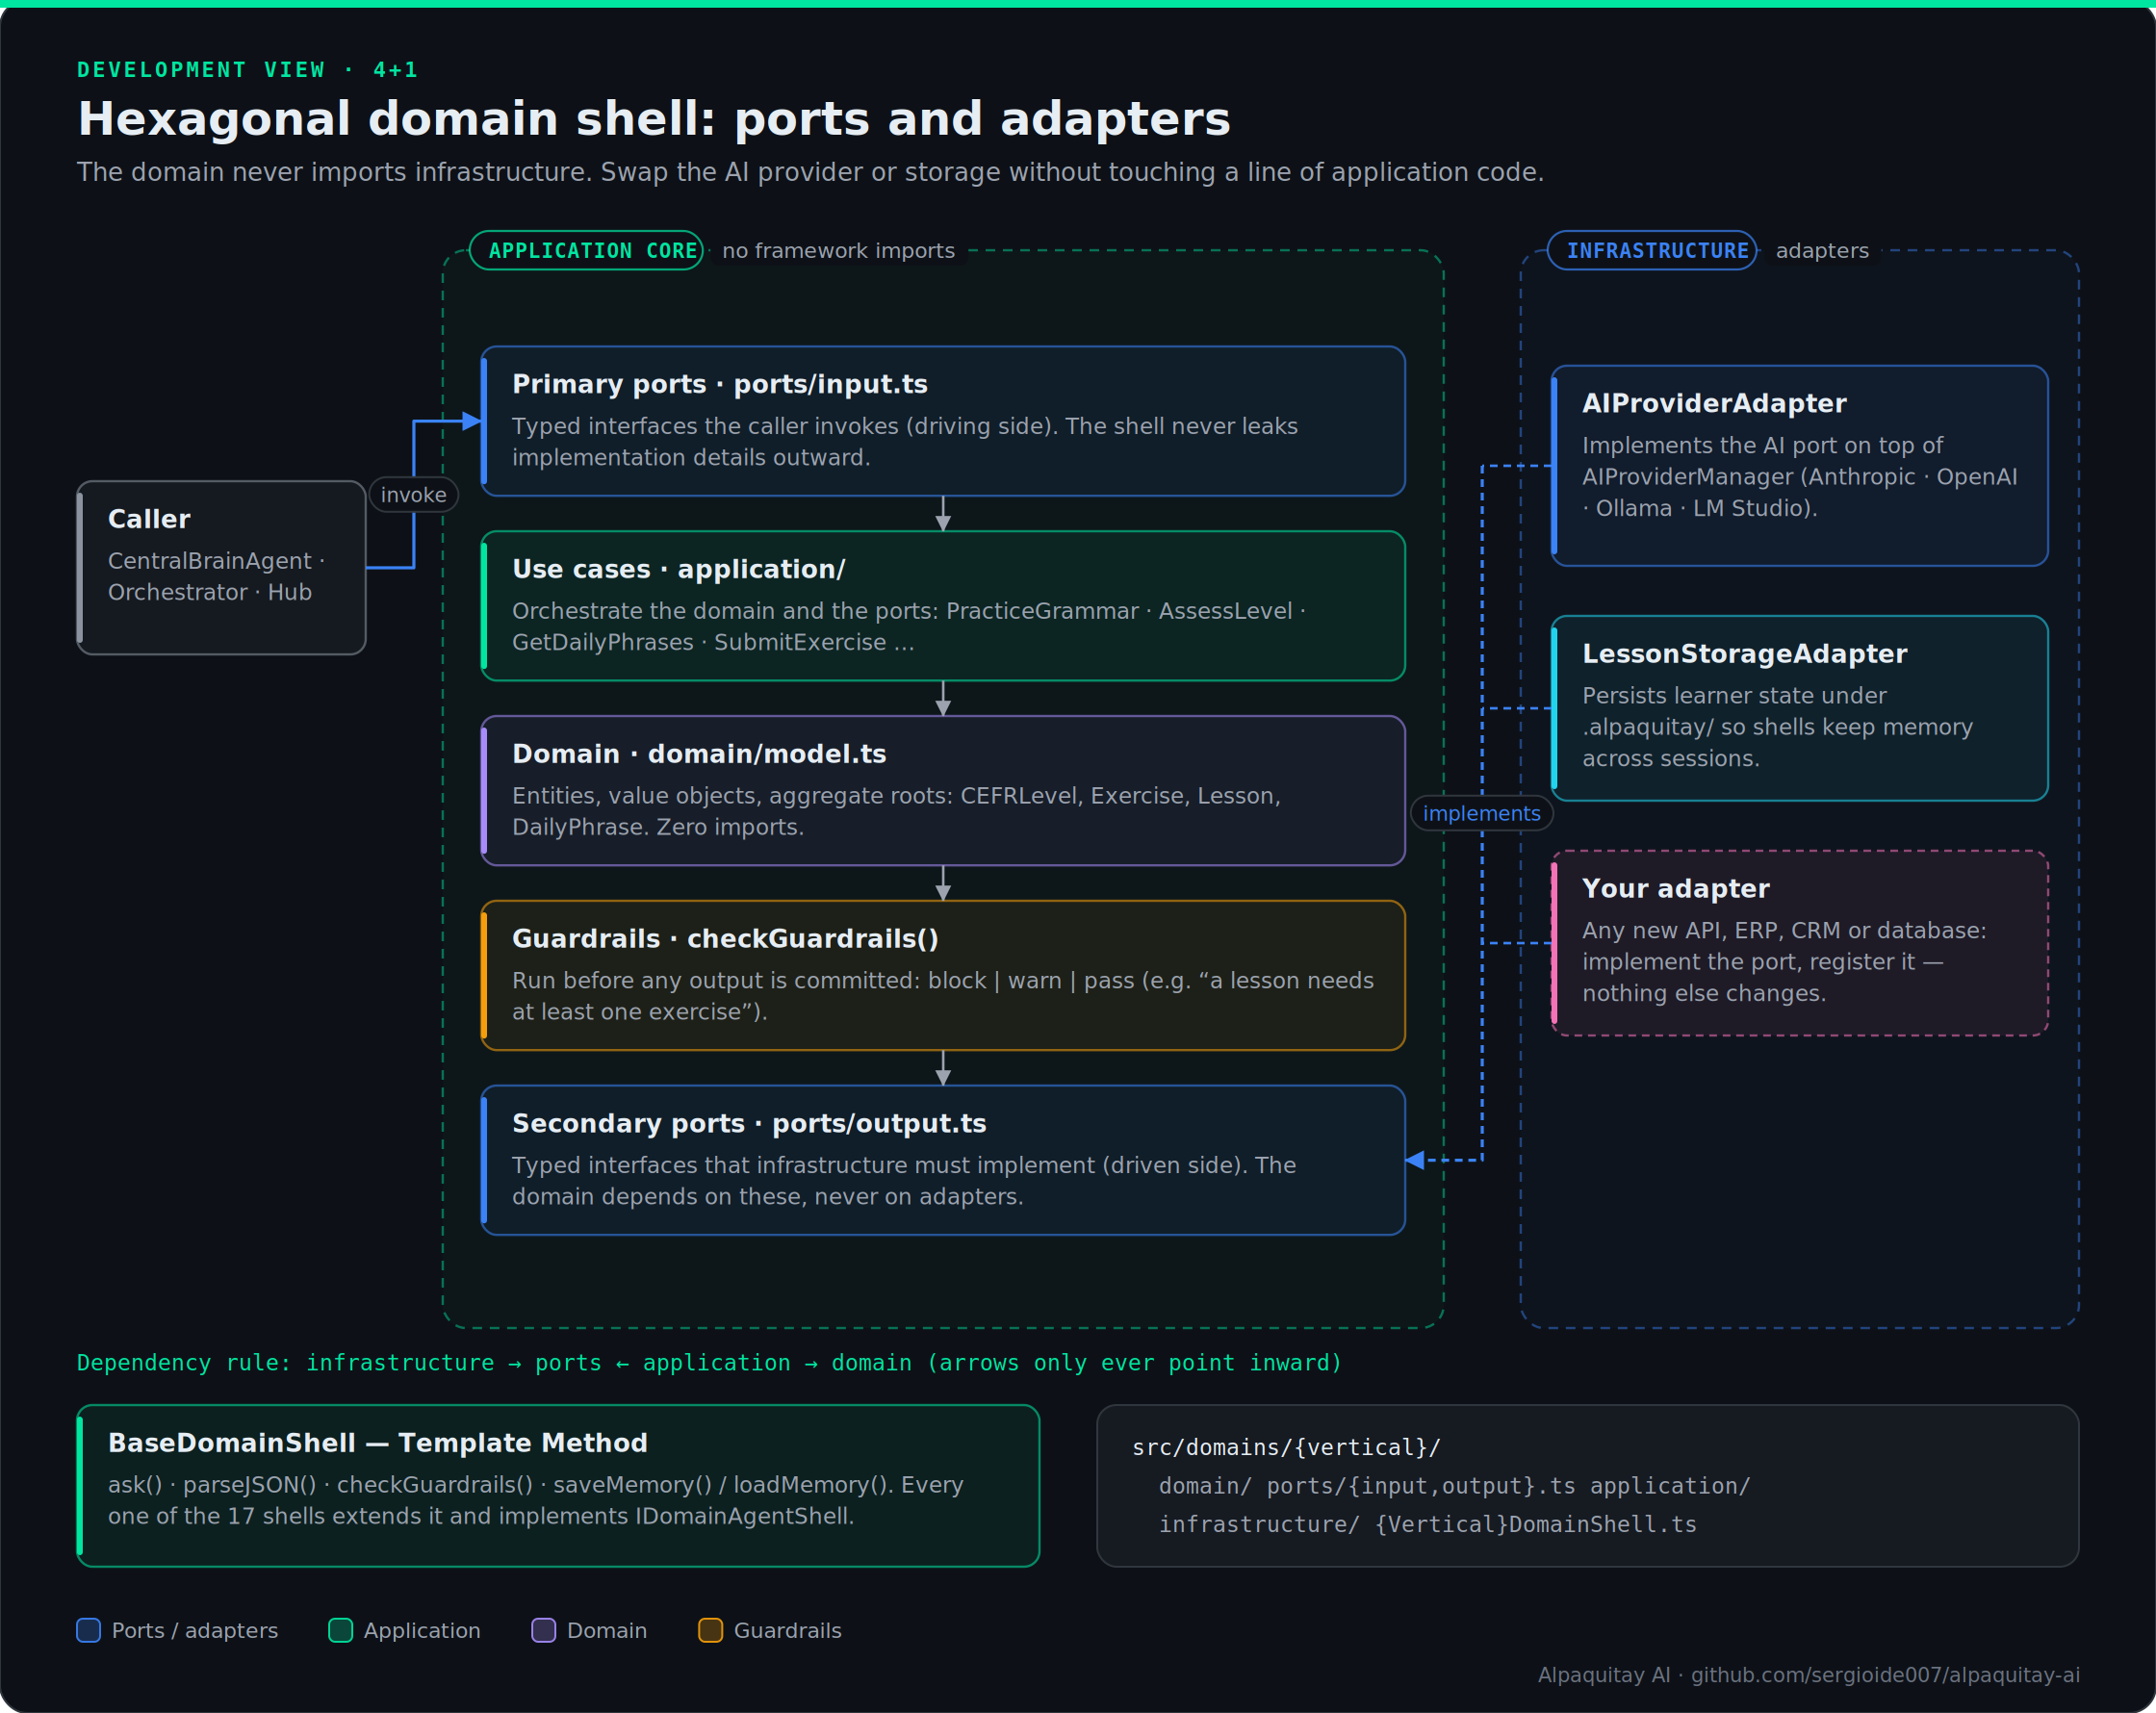 DEVELOPMENT VIEW · 4+1
Hexagonal domain shell: ports and adapters
The domain never imports infrastructure. Swap the AI provider or storage without touching a line of application code.
APPLICATION CORE
no framework imports
INFRASTRUCTURE
adapters
Caller
CentralBrainAgent ·
Orchestrator · Hub
invoke
Primary ports · ports/input.ts
Typed interfaces the caller invokes (driving side). The shell never leaks
implementation details outward.
Use cases · application/
Orchestrate the domain and the ports: PracticeGrammar · AssessLevel ·
GetDailyPhrases · SubmitExercise …
Domain · domain/model.ts
Entities, value objects, aggregate roots: CEFRLevel, Exercise, Lesson,
DailyPhrase. Zero imports.
Guardrails · checkGuardrails()
Run before any output is committed: block | warn | pass (e.g. “a lesson needs
at least one exercise”).
Secondary ports · ports/output.ts
Typed interfaces that infrastructure must implement (driven side). The
domain depends on these, never on adapters.
implements
AIProviderAdapter
Implements the AI port on top of
AIProviderManager (Anthropic · OpenAI
· Ollama · LM Studio).
LessonStorageAdapter
Persists learner state under
.alpaquitay/ so shells keep memory
across sessions.
Your adapter
Any new API, ERP, CRM or database:
implement the port, register it —
nothing else changes.
Dependency rule: infrastructure → ports ← application → domain (arrows only ever point inward)
BaseDomainShell — Template Method
ask() · parseJSON() · checkGuardrails() · saveMemory() / loadMemory(). Every
one of the 17 shells extends it and implements IDomainAgentShell.
src/domains/{vertical}/
domain/ ports/{input,output}.ts application/
infrastructure/ {Vertical}DomainShell.ts
Ports / adapters
Application
Domain
Guardrails
Alpaquitay AI · github.com/sergioide007/alpaquitay-ai